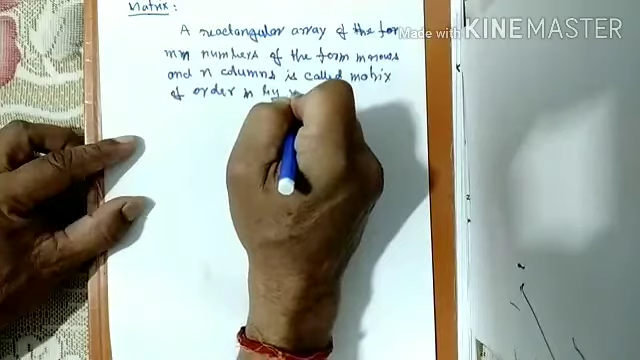 Matrix :
Made with KINEMASTER
A reactangular array of the for
mn numbers of the form m rows
and n columns is called matrix
of order m by